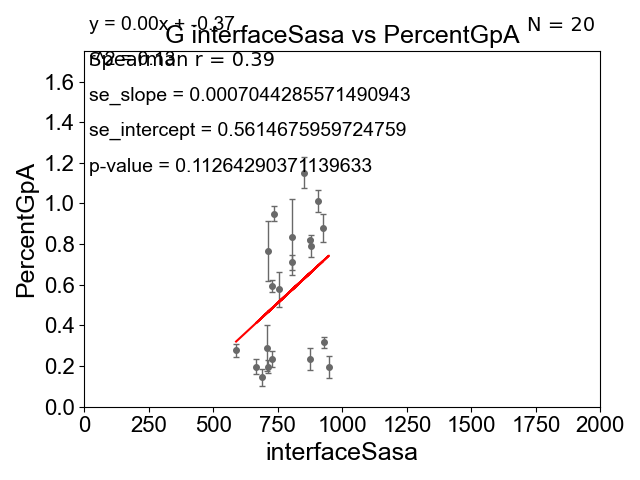 y = 0.00x + -0.37
N = 20
G interfaceSasa vs PercentGpA
Spearman r = 0.39
se_slope = 0.0007044285571490943
se_intercept = 0.5614675959724759
p-value = 0.11264290371139633
PercentGpA
1.6
1.4
1.2
1.0
0.8
0.6
0.4
0.2
0.0
0 250 500 750 1000 1250 1500 1750 2000
interfaceSasa